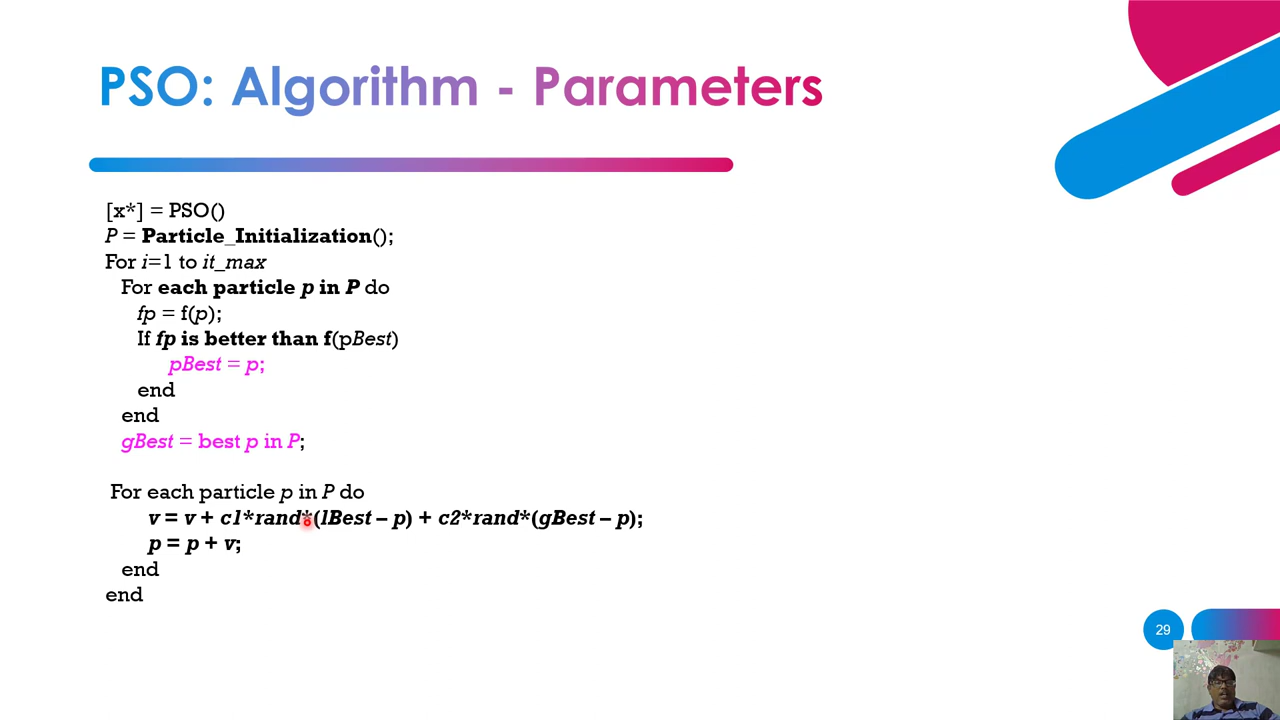 PSO: Algorithm - Parameters
[x*] = PSO()
P = Particle_Initialization();
For i=1 to it_max
For each particle p in P do
fp = f(p);
If fp is better than f(pBest)
pBest = p;
end
end
gBest = best p in P;
For each particle p in P do
v = v + c1*rand*(lBest – p) + c2*rand*(gBest – p);
p = p + v;
end
end
29